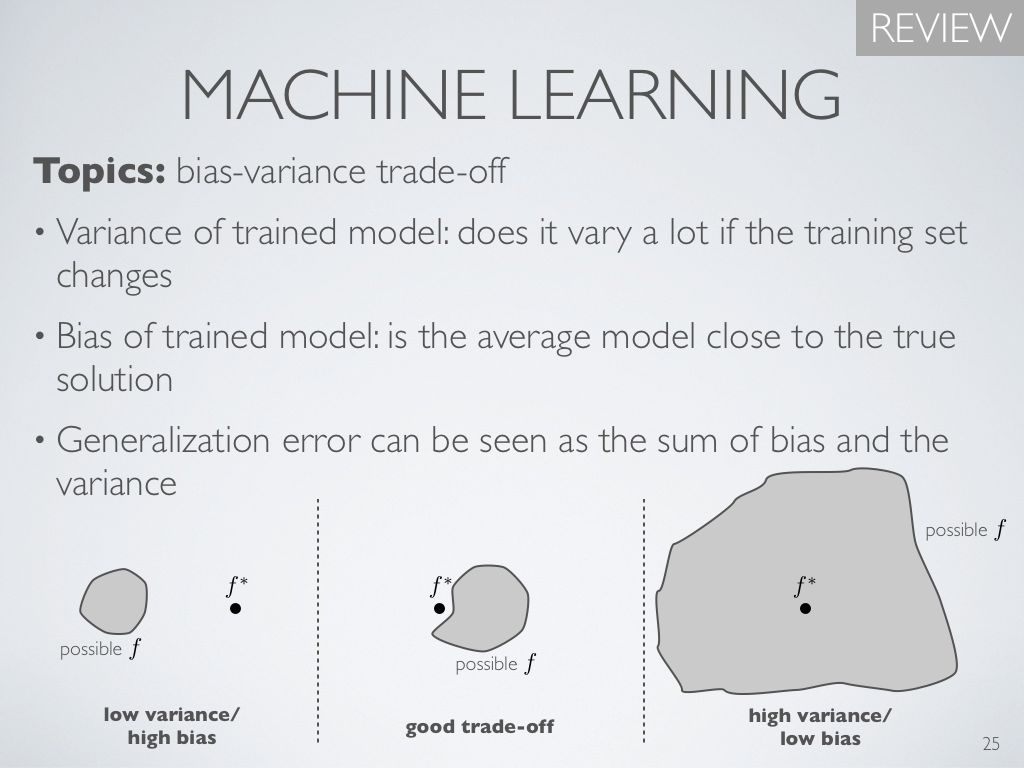 REVIEW
MACHINE LEARNING
Topics: bias-variance trade-off
• Variance of trained model: does it vary a lot if the training set
changes
• Bias of trained model: is the average model close to the true
solution
• Generalization error can be seen as the sum of bias and the
variance
f*
possible f
low variance/
high bias
f*
possible f
good trade-off
possible f
f*
high variance/
low bias
25